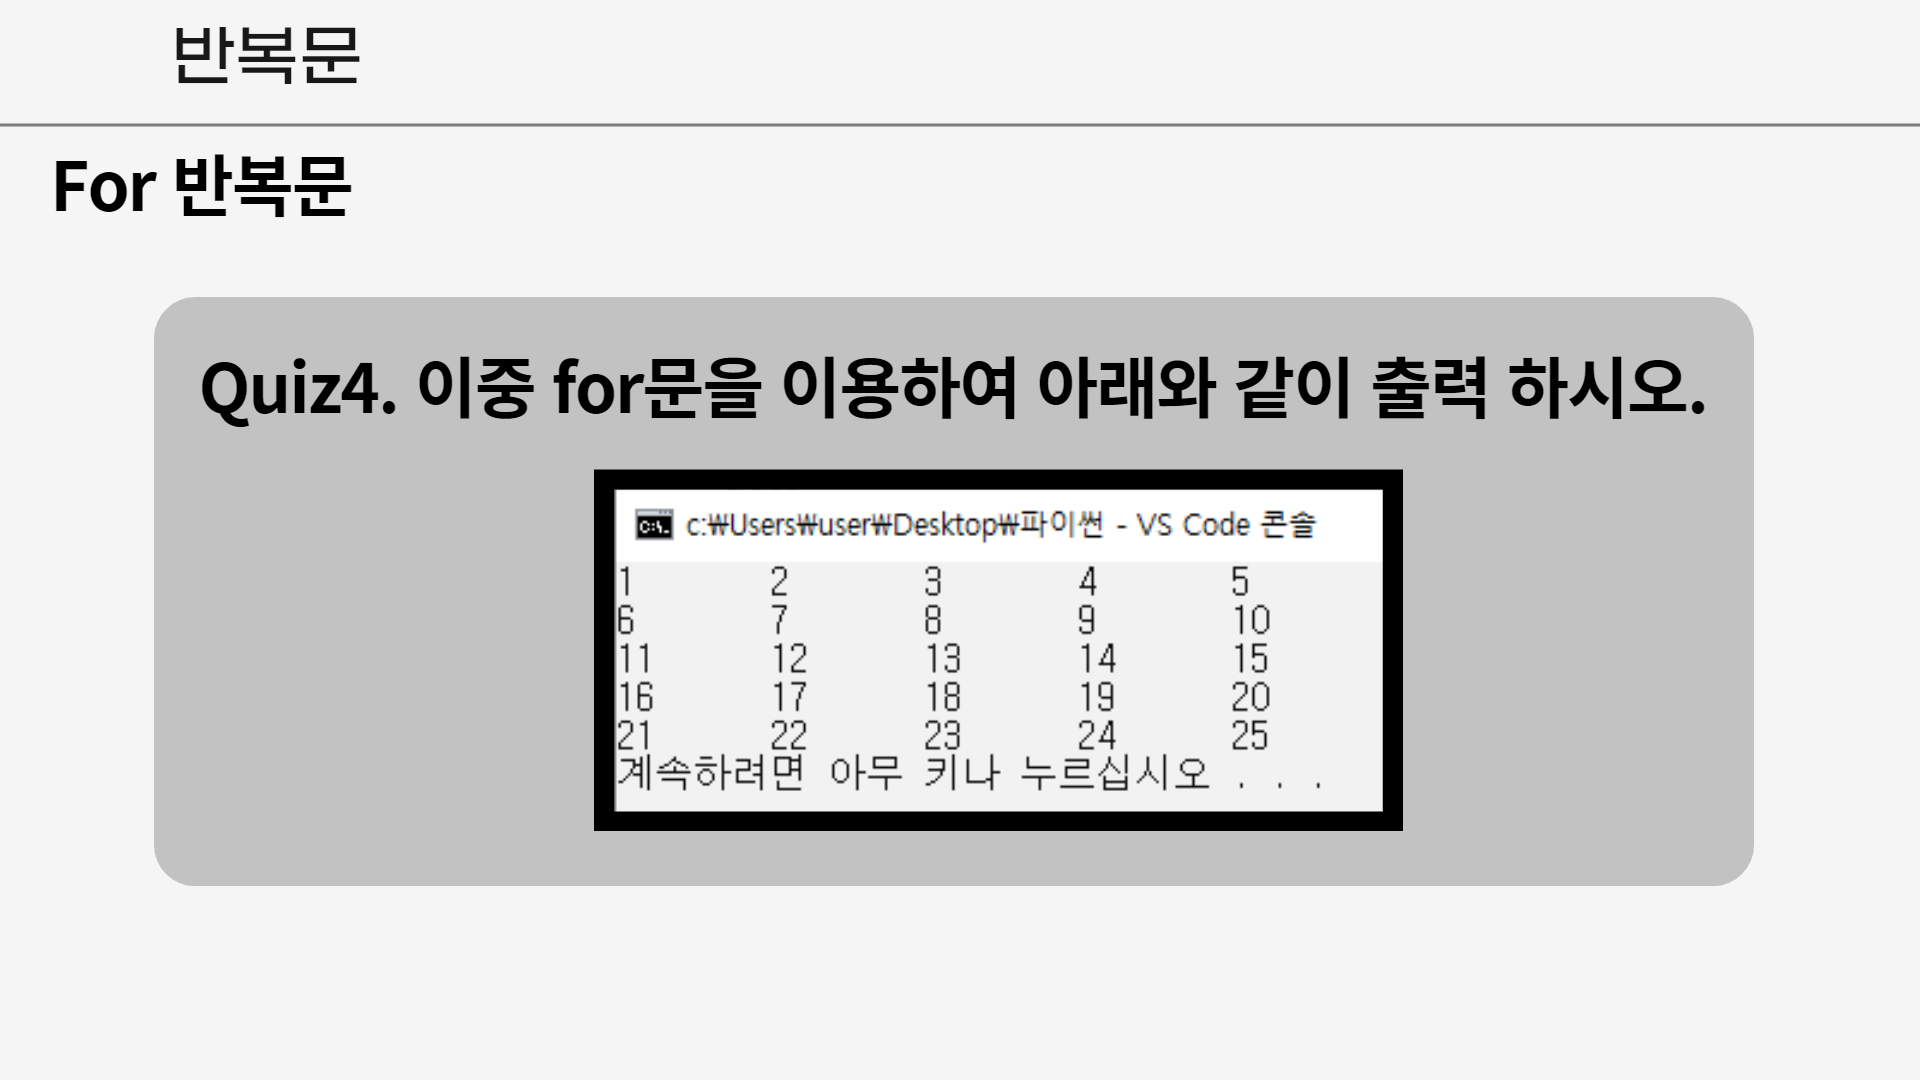 반복문
For 반복문
Quiz4. 이중 for문을 이용하여 아래와 같이 출력 하시오.
c:₩Users₩user₩Desktop₩파이썬 - VS Code 콘솔
1 2 3 4 5
6 7 8 9 10
11 12 13 14 15
16 17 18 19 20
21 22 23 24 25
계속하려면 아무 키나 누르십시오 . . .